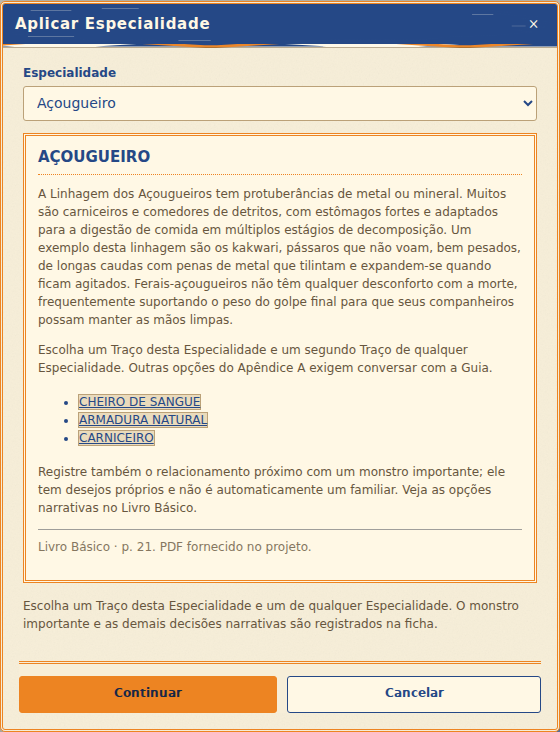 Aplicar Especialidade
×
Especialidade
Açougueiro
AÇOUGUEIRO
A Linhagem dos Açougueiros tem protuberâncias de metal ou mineral. Muitos
são carniceiros e comedores de detritos, com estômagos fortes e adaptados
para a digestão de comida em múltiplos estágios de decomposição. Um
exemplo desta linhagem são os kakwari, pássaros que não voam, bem pesados,
de longas caudas com penas de metal que tilintam e expandem-se quando
ficam agitados. Ferais-açougueiros não têm qualquer desconforto com a morte,
frequentemente suportando o peso do golpe final para que seus companheiros
possam manter as mãos limpas.
Escolha um Traço desta Especialidade e um segundo Traço de qualquer
Especialidade. Outras opções do Apêndice A exigem conversar com a Guia.
• CHEIRO DE SANGUE
• ARMADURA NATURAL
• CARNICEIRO
Registre também o relacionamento próximo com um monstro importante; ele
tem desejos próprios e não é automaticamente um familiar. Veja as opções
narrativas no Livro Básico.
Livro Básico · p. 21. PDF fornecido no projeto.
Escolha um Traço desta Especialidade e um de qualquer Especialidade. O monstro
importante e as demais decisões narrativas são registrados na ficha.
Continuar
Cancelar